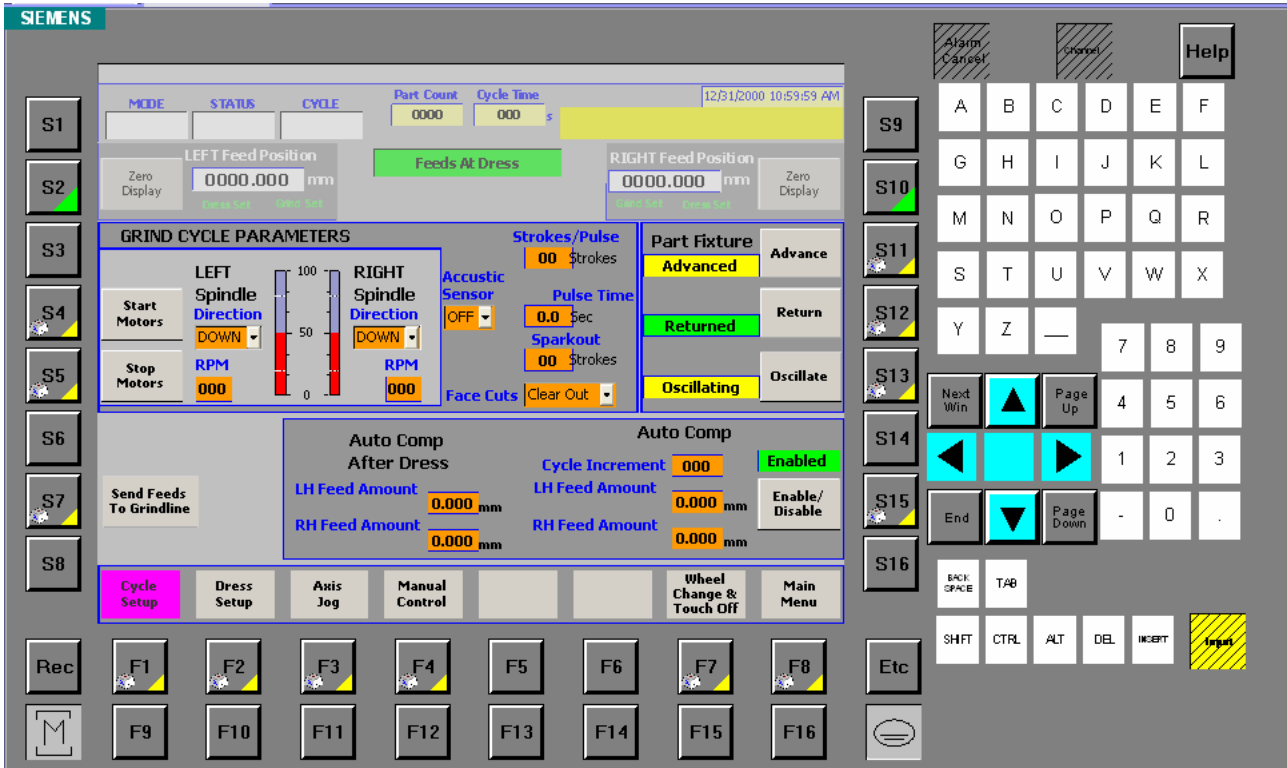 SIEMENS
Alarm
Cancel
Channel
Help
MODE STATUS CYCLE Part Count Cycle Time 12/31/2000 10:59:59 AM
0000 000 s
S1 S9
A B C D E F
LEFT Feed Position Feeds At Dress RIGHT Feed Position
Zero
Display
0000.000 mm
Dress Set Grind Set
0000.000 mm
Grind Set Dress Set
Zero
Display
S2 S10
G H I J K L
M N O P Q R
S3 S11
GRIND CYCLE PARAMETERS
Strokes/Pulse
00 Strokes
Part Fixture
Advanced
Advance
S T U V W X
LEFT
Spindle
Direction
DOWN
RPM
000
100
50
0
RIGHT
Spindle
Direction
DOWN
RPM
000
Accustic
Sensor
OFF
Pulse Time
0.0 Sec
Sparkout
00 Strokes
Face Cuts Clear Out
Start
Motors
Stop
Motors
Returned
Return
Oscillating
Oscillate
S4 S12
S5 S13
Y Z __
7 8 9
Next
Win
Page
Up
4 5 6
S6 S14
Auto Comp
After Dress
LH Feed Amount
0.000 mm
RH Feed Amount
0.000 mm
Auto Comp
Cycle Increment 000
LH Feed Amount
0.000 mm
RH Feed Amount
0.000 mm
Enabled
Enable/
Disable
1 2 3
S7 S15
Send Feeds
To Grindline
End
Page
Down
- 0 .
S8 S16
Cycle
Setup
Dress
Setup
Axis
Jog
Manual
Control
Wheel
Change &
Touch Off
Main
Menu
BACK
SPACE
TAB
SHIFT CTRL ALT DEL INSERT Input
Rec F1 F2 F3 F4 F5 F6 F7 F8 Etc
M F9 F10 F11 F12 F13 F14 F15 F16